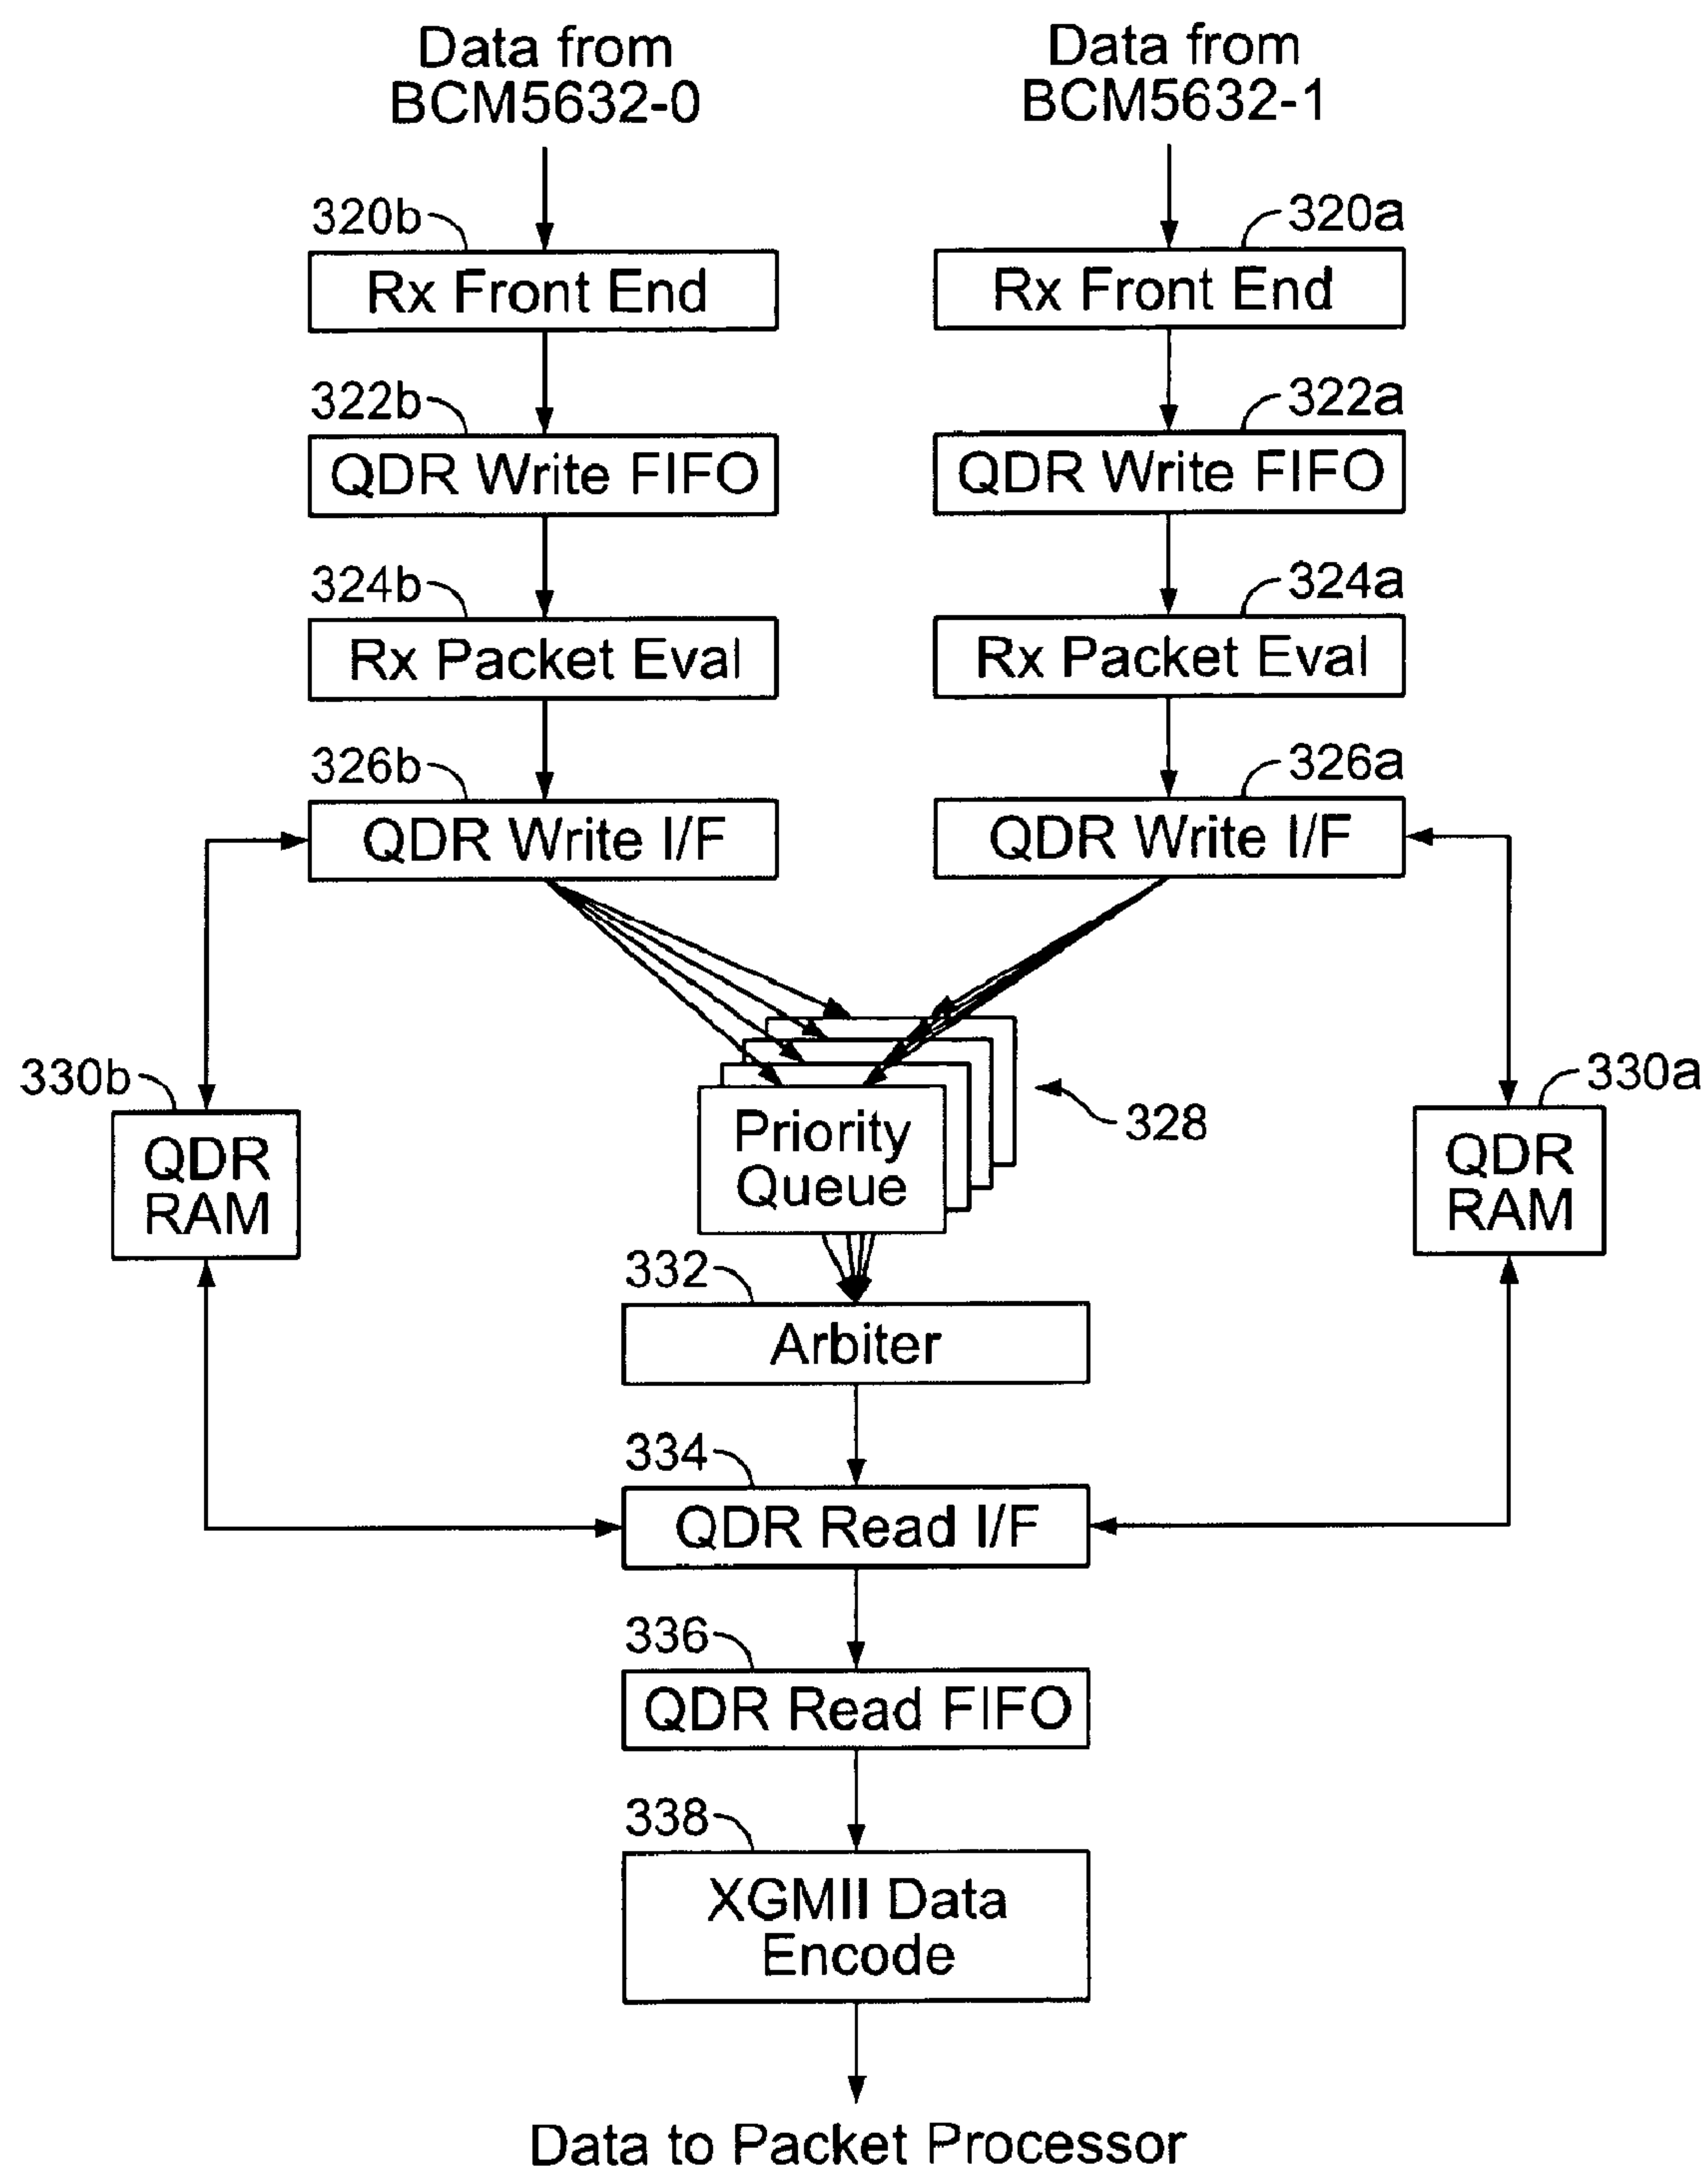 Data from
BCM5632-0
Data from
BCM5632-1
320b
320a
Rx Front End
Rx Front End
322b
322a
QDR Write FIFO
QDR Write FIFO
324b
324a
Rx Packet Eval
Rx Packet Eval
326b
326a
QDR Write I/F
QDR Write I/F
330b
330a
QDR
RAM
Priority
Queue
328
QDR
RAM
332
Arbiter
334
QDR Read I/F
336
QDR Read FIFO
338
XGMII Data
Encode
Data to Packet Processor